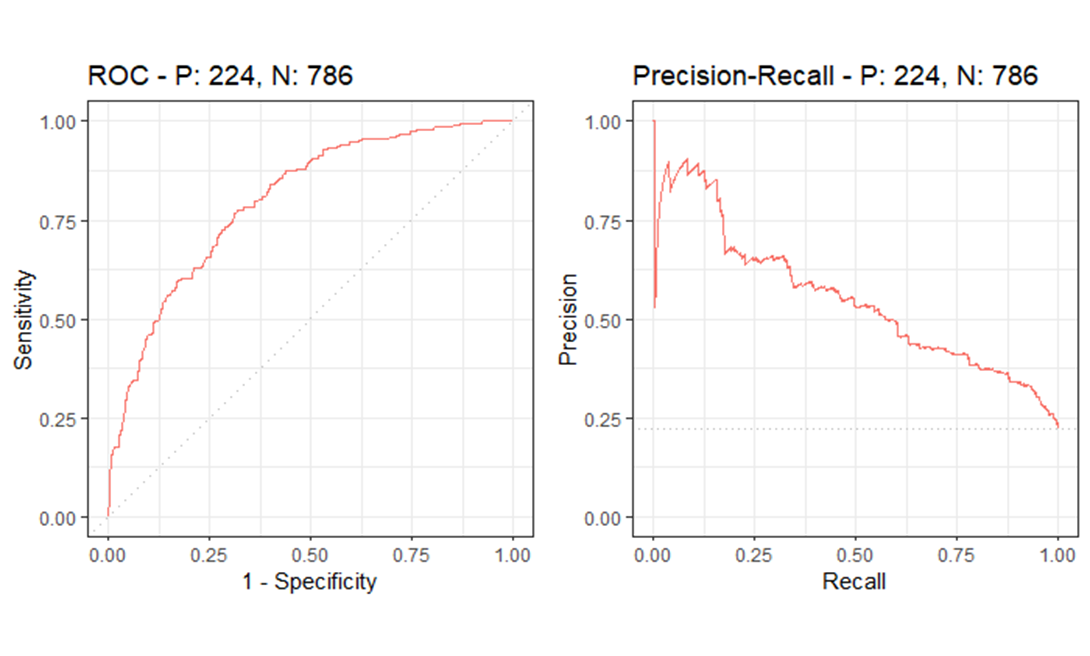 ROC - P: 224, N: 786
1.00
0.75
0.50
0.25
0.00
Sensitivity
0.00 0.25 0.50 0.75 1.00
1 - Specificity
Precision-Recall - P: 224, N: 786
1.00
0.75
0.50
0.25
0.00
Precision
0.00 0.25 0.50 0.75 1.00
Recall